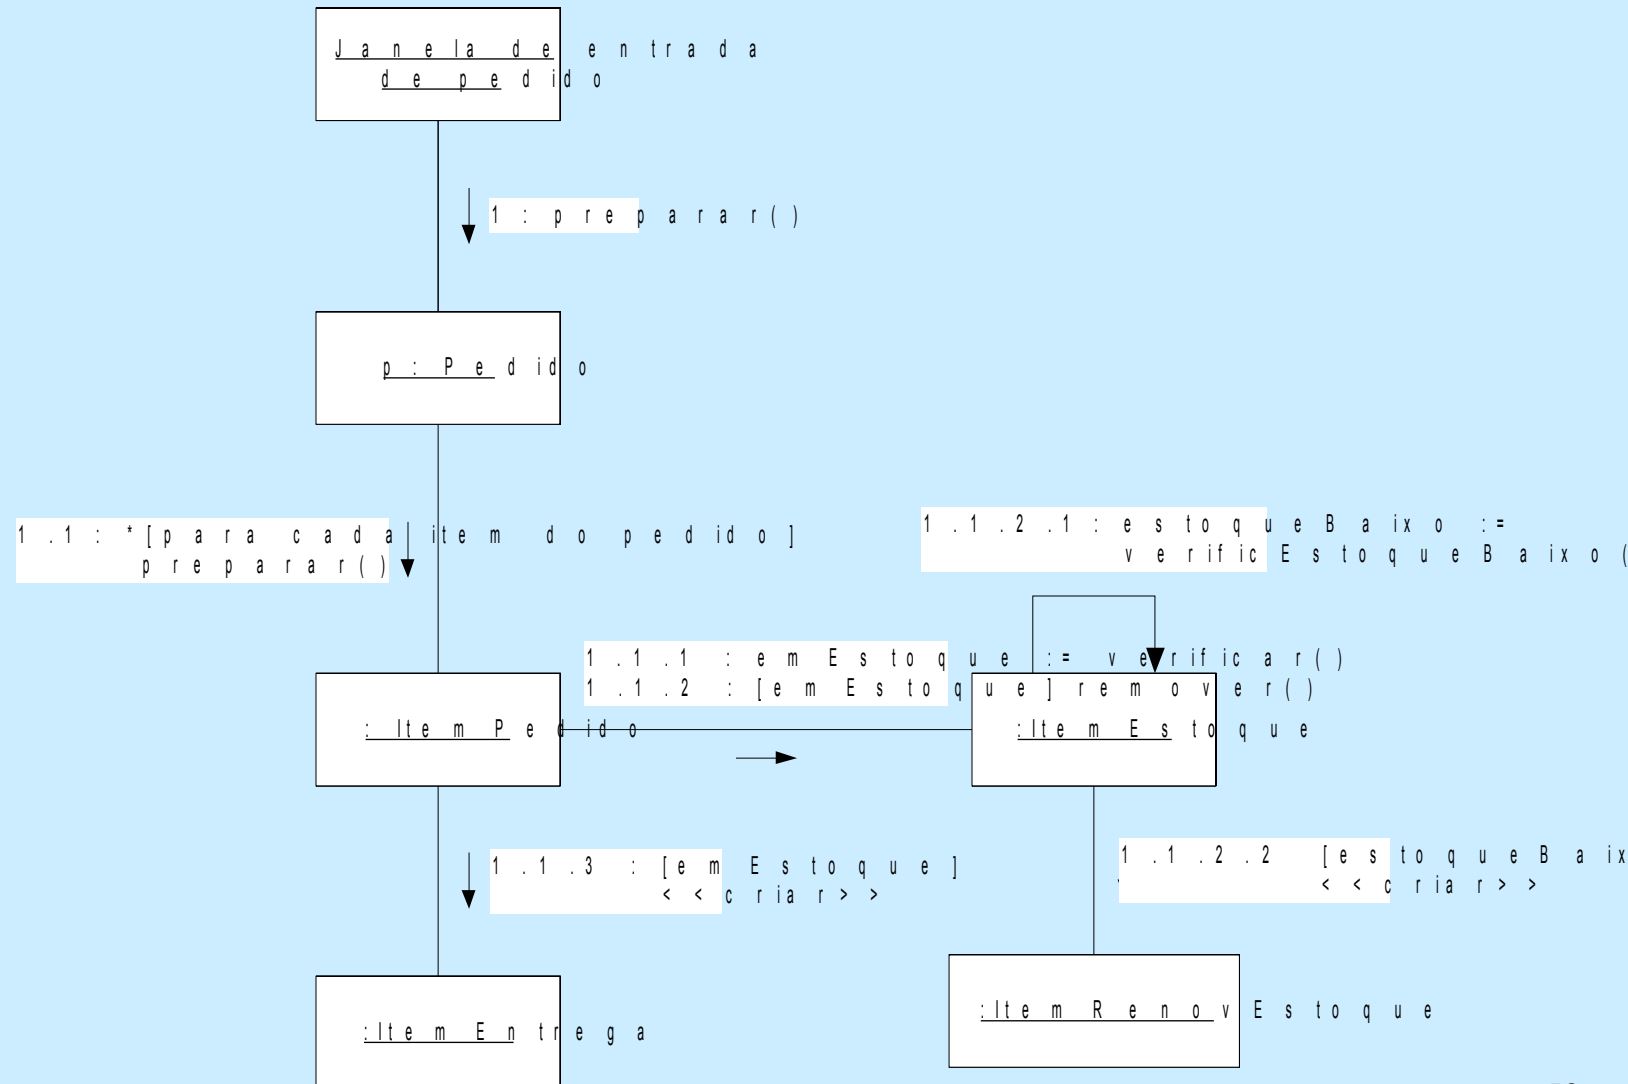 Janela de entrada
de pedido
1: preparar()
p: Pedido
1.1: *[para cada item do pedido]
preparar()
1.1.2.1: estoqueBaixo :=
verificEstoqueBaixo(
1.1.1 : emEstoque := verificar()
1.1.2 : [emEstoque] remover()
: ItemPedido
:ItemEstoque
1.1.3 : [emEstoque]
<<criar>>
1.1.2.2 [estoqueBaix
<<criar>>
:ItemEntrega
:ItemRenovEstoque